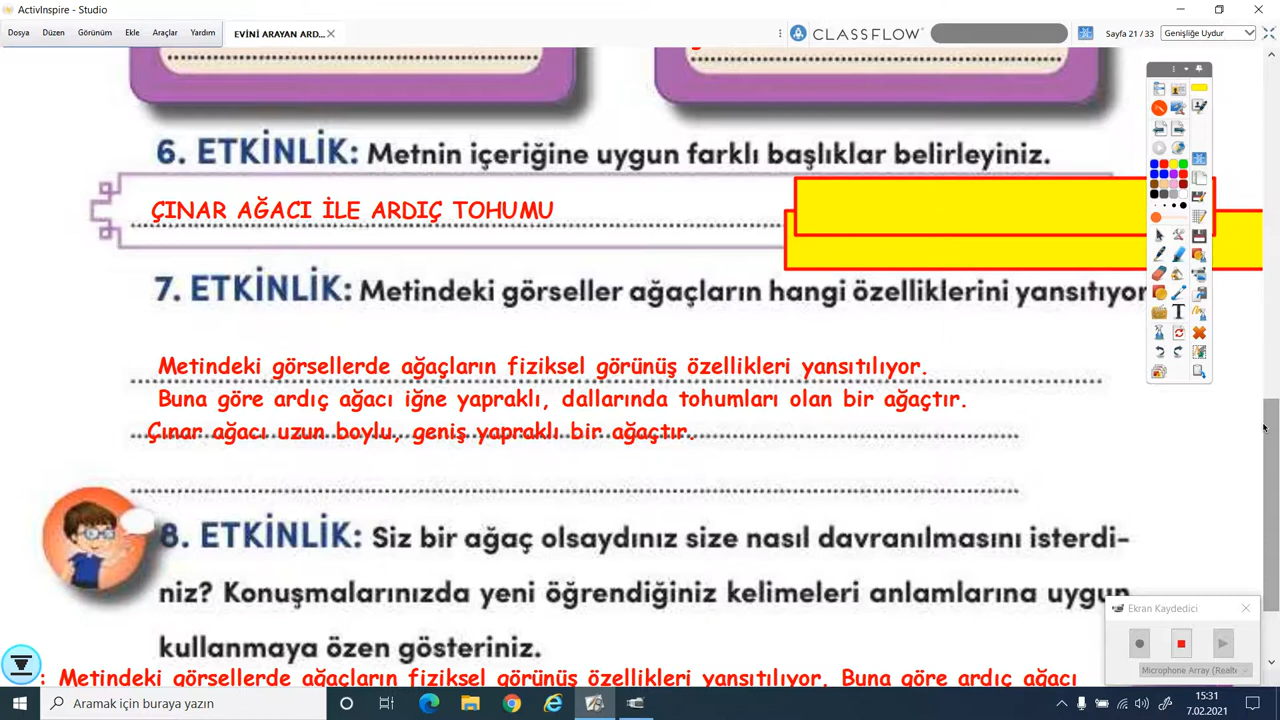 ActivInspire - Studio
Dosya Düzen Görünüm Ekle Araçlar Yardım
EVİNİ ARAYAN ARD...
CLASSFLOW
Sayfa 21 / 33
Genişliğe Uydur
6. ETKİNLİK: Metnin içeriğine uygun farklı başlıklar belirleyiniz.
ÇINAR AĞACI İLE ARDIÇ TOHUMU
7. ETKİNLİK: Metindeki görseller ağaçların hangi özelliklerini yansıtıyor
Metindeki görsellerde ağaçların fiziksel görünüş özellikleri yansıtılıyor.
Buna göre ardıç ağacı iğne yapraklı, dallarında tohumları olan bir ağaçtır.
Çınar ağacı uzun boylu, geniş yapraklı bir ağaçtır.
8. ETKİNLİK: Siz bir ağaç olsaydınız size nasıl davranılmasını isterdi-
niz? Konuşmalarınızda yeni öğrendiğiniz kelimeleri anlamlarına uygun
kullanmaya özen gösteriniz.
: Metindeki görsellerde ağaçların fiziksel görünüş özellikleri yansıtılıyor. Buna göre ardıç ağacı
Ekran Kaydedici
Microphone Array (Realte
Aramak için buraya yazın
15:31
7.02.2021